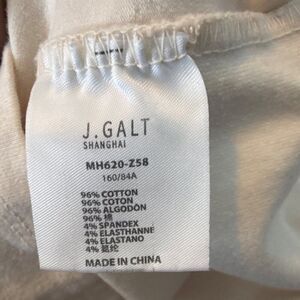 J.GALT
SHANGHAI
MH620-Z58
160/84A
96% COTTON
96% COTON
96% ALGODÓN
96% 棉
4% SPANDEX
4% ELASTHANNE
4% ELASTANO
4% 氨纶
MADE IN CHINA